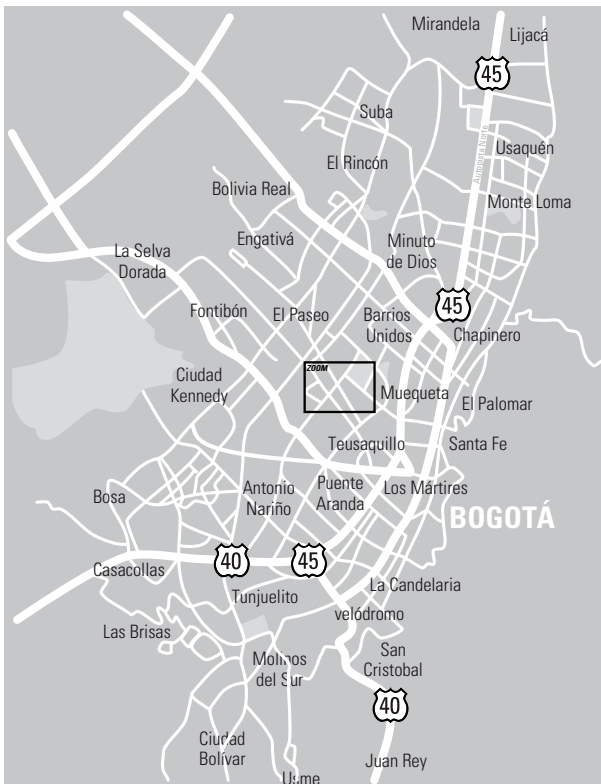 Mirandela
Lijacá
45
Autopista Norte
Suba
Usaquén
El Rincón
Bolivia Real
Monte Loma
Engativá
Minuto
de Dios
La Selva
Dorada
45
Fontibón
El Paseo
Barrios
Unidos
Chapinero
ZOOM
Ciudad
Kennedy
Muequeta
El Palomar
Teusaquillo
Santa Fe
Bosa
Antonio
Nariño
Puente
Aranda
Los Mártires
BOGOTÁ
40
45
Casacollas
Tunjuelito
La Candelaria
velódromo
Las Brisas
Molinos
del Sur
San
Cristobal
40
Ciudad
Bolívar
Juan Rey
Usme